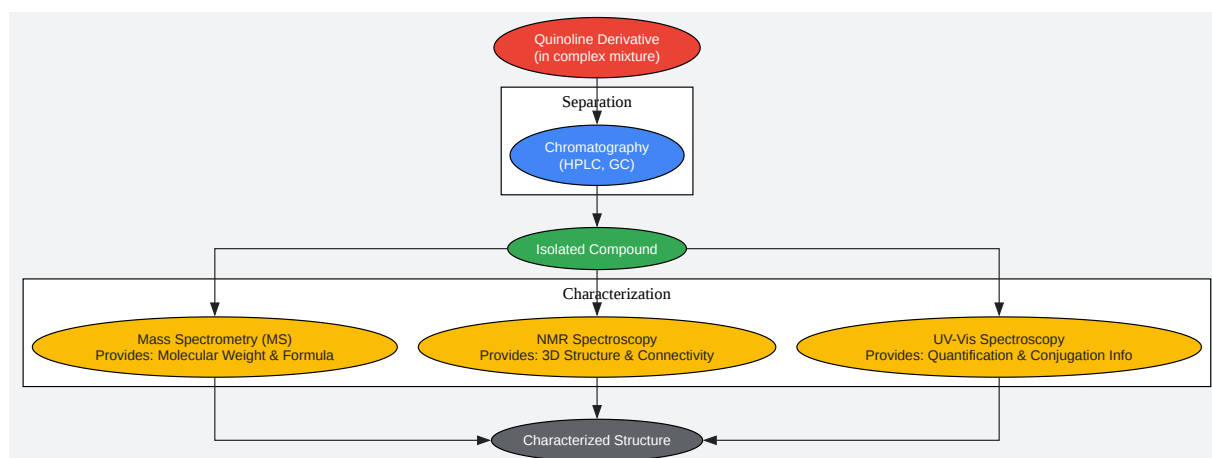 Quinoline Derivative
(in complex mixture)
Separation
Chromatography
(HPLC, GC)
Isolated Compound
Characterization
Mass Spectrometry (MS)
Provides: Molecular Weight & Formula
NMR Spectroscopy
Provides: 3D Structure & Connectivity
UV-Vis Spectroscopy
Provides: Quantification & Conjugation Info
Characterized Structure